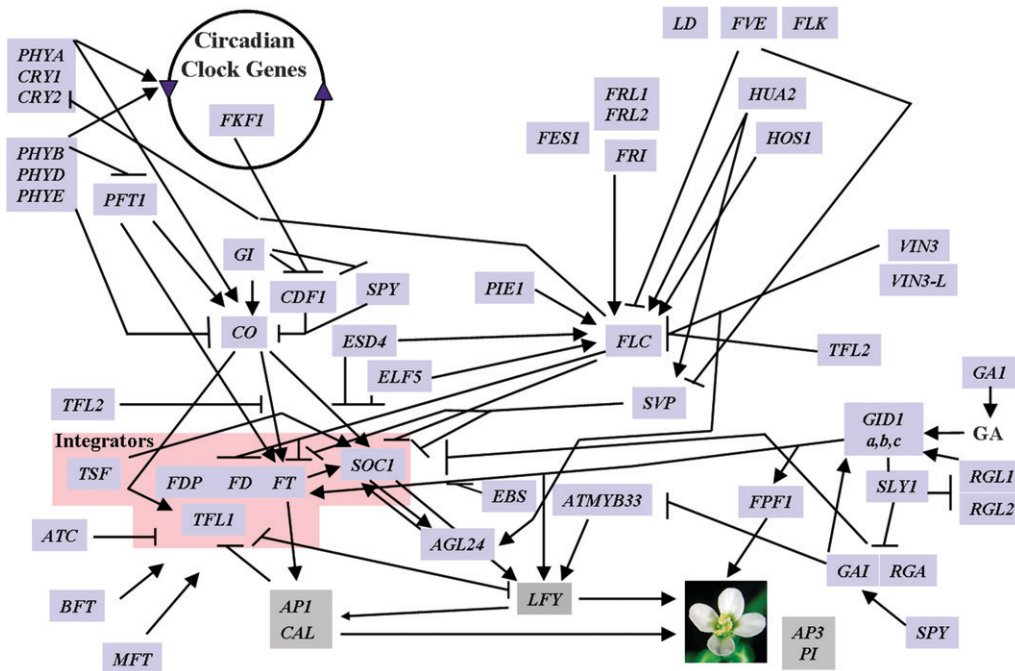 LD FVE FLK
PHYA
CRY1
CRY2
Circadian
Clock Genes
FKF1
FRL1
FRL2
HUA2
FES1
FRI
HOS1
PHYB
PHYD
PHYE
PFT1
GI
CDF1
SPY
CO
PIE1
VIN3
VIN3-L
ESD4
FLC
TFL2
ELF5
SVP
GA1
TFL2
GID1
a,b,c
GA
Integrators
TSF
SOC1
FDP FD FT
TFL1
EBS
ATMYB33
FPF1
SLY1
RGL1
RGL2
ATC
AGL24
GAI RGA
BFT
AP1
CAL
LFY
AP3
PI
SPY
MFT